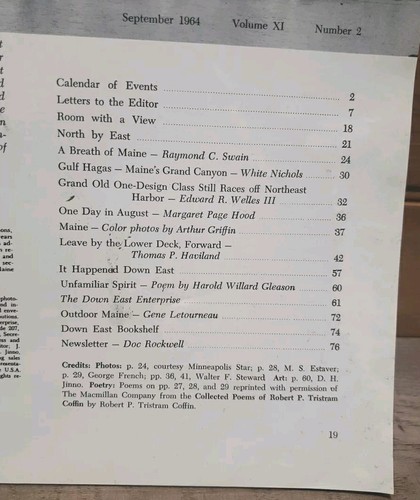 September 1964 Volume XI Number 2
Calendar of Events 2
Letters to the Editor 7
Room with a View 18
North by East 21
A Breath of Maine — Raymond C. Swain 24
Gulf Hagas — Maine's Grand Canyon — White Nichols 30
Grand Old One-Design Class Still Races off Northeast
Harbor — Edward R. Welles III 32
One Day in August — Margaret Page Hood 36
Maine — Color photos by Arthur Griffin 37
Leave by the Lower Deck, Forward —
Thomas P. Haviland 42
It Happened Down East 57
Unfamiliar Spirit — Poem by Harold Willard Gleason 60
The Down East Enterprise 61
Outdoor Maine — Gene Letourneau 72
Down East Bookshelf 74
Newsletter — Doc Rockwell 76
Credits: Photos: p. 24, courtesy Minneapolis Star; p. 28, M. S. Estaver;
p. 29, George French; pp. 36, 41, Walter F. Steward Art: p. 60, D. H.
Jinno. Poetry: Poems on pp. 27, 28, and 29 reprinted with permission of
The Macmillan Company from the Collected Poems of Robert P. Tristram
Coffin by Robert P. Tristram Coffin.
19